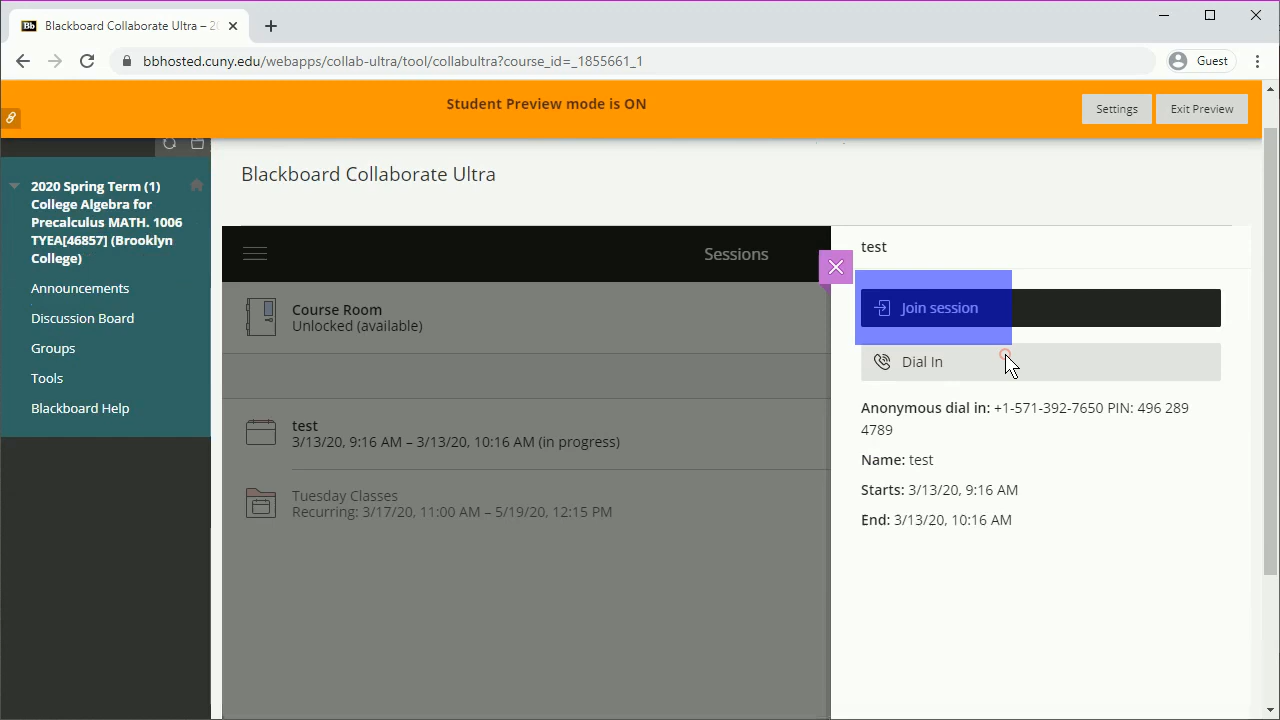 Bb Blackboard Collaborate Ultra – 20
bbhosted.cuny.edu/webapps/collab-ultra/tool/collabultra?course_id=_1855661_1
Guest
Student Preview mode is ON
Settings
Exit Preview
2020 Spring Term (1)
College Algebra for
Precalculus MATH. 1006
TYEA[46857] (Brooklyn
College)
Announcements
Discussion Board
Groups
Tools
Blackboard Help
Blackboard Collaborate Ultra
Sessions
Course Room
Unlocked (available)
test
3/13/20, 9:16 AM – 3/13/20, 10:16 AM (in progress)
Tuesday Classes
Recurring: 3/17/20, 11:00 AM – 5/19/20, 12:15 PM
test
Join session
Dial In
Anonymous dial in: +1-571-392-7650 PIN: 496 289
4789
Name: test
Starts: 3/13/20, 9:16 AM
End: 3/13/20, 10:16 AM